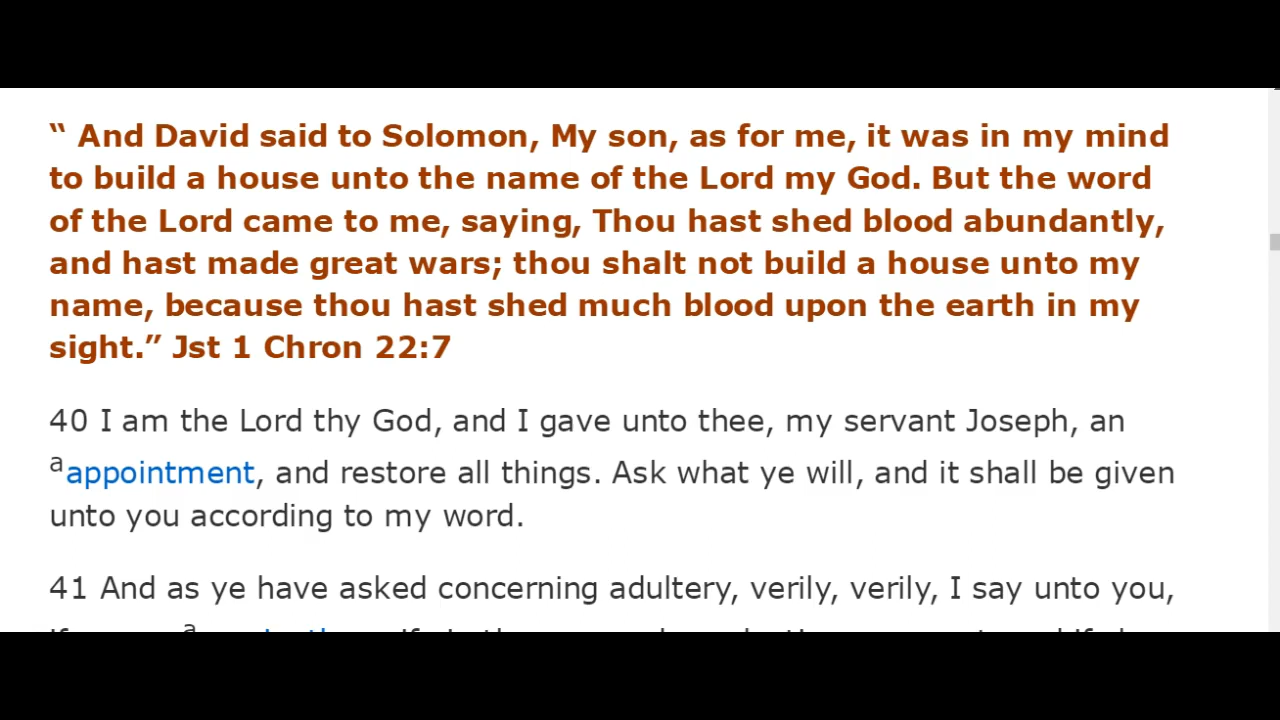 “ And David said to Solomon, My son, as for me, it was in my mind
to build a house unto the name of the Lord my God. But the word
of the Lord came to me, saying, Thou hast shed blood abundantly,
and hast made great wars; thou shalt not build a house unto my
name, because thou hast shed much blood upon the earth in my
sight.” Jst 1 Chron 22:7
40 I am the Lord thy God, and I gave unto thee, my servant Joseph, an
aappointment, and restore all things. Ask what ye will, and it shall be given
unto you according to my word.
41 And as ye have asked concerning adultery, verily, verily, I say unto you,